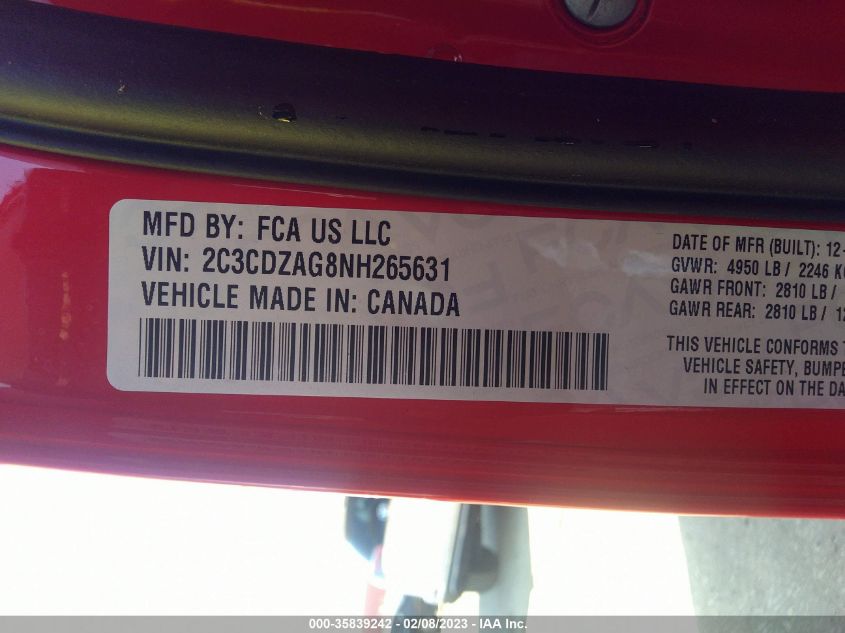 MFD BY: FCA US LLC
VIN: 2C3CDZAG8NH265631
VEHICLE MADE IN: CANADA
DATE OF MFR (BUILT): 12-
GVWR: 4950 LB / 2246 KG
GAWR FRONT: 2810 LB /
GAWR REAR: 2810 LB / 12
THIS VEHICLE CONFORMS T
VEHICLE SAFETY, BUMPE
IN EFFECT ON THE DA
000-35839242 - 02/08/2023 - IAA Inc.